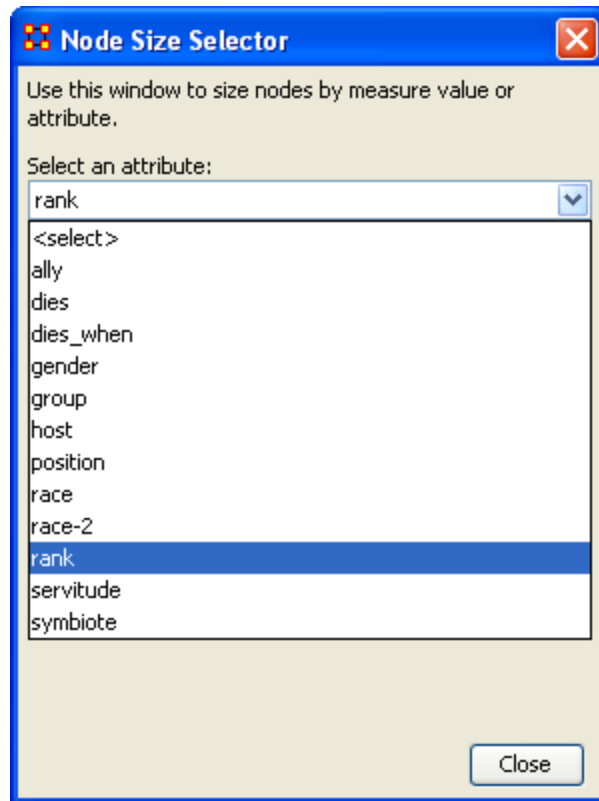 Node Size Selector
Use this window to size nodes by measure value or
attribute.
Select an attribute:
rank
<select>
ally
dies
dies_when
gender
group
host
position
race
race-2
rank
servitude
symbiote
Close